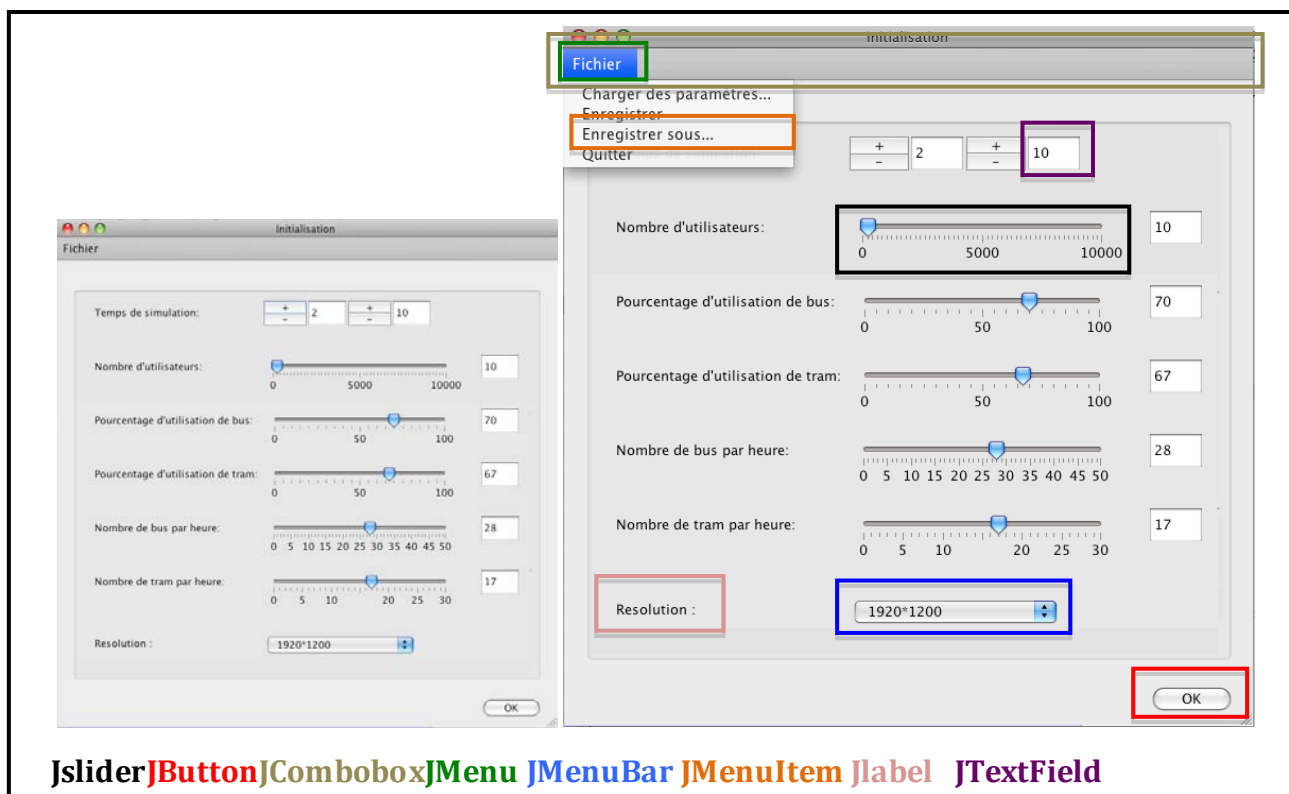 Initialisation
Fichier
Charger des paramètres...
Enregistrer
Enregistrer sous...
Quitter
+ - 2 + - 10
Nombre d'utilisateurs: 10
0 5000 10000
Pourcentage d'utilisation de bus: 70
0 50 100
Pourcentage d'utilisation de tram: 67
0 50 100
Nombre de bus par heure: 28
0 5 10 15 20 25 30 35 40 45 50
Nombre de tram par heure: 17
0 5 10 20 25 30
Resolution : 1920*1200
OK
Initialisation
Fichier
Temps de simulation: + - 2 + - 10
Nombre d'utilisateurs: 10
0 5000 10000
Pourcentage d'utilisation de bus: 70
0 50 100
Pourcentage d'utilisation de tram: 67
0 50 100
Nombre de bus par heure: 28
0 5 10 15 20 25 30 35 40 45 50
Nombre de tram par heure: 17
0 5 10 20 25 30
Resolution : 1920*1200
OK
JsliderJButtonJComboboxJMenu JMenuBar JMenuItem Jlabel JTextField